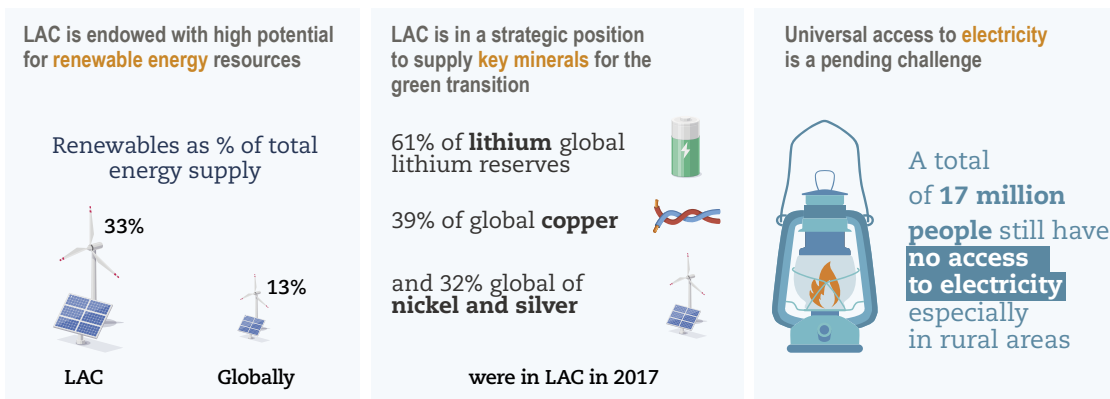 LAC is endowed with high potential
for renewable energy resources
Renewables as % of total
energy supply
33%
13%
LAC
Globally
LAC is in a strategic position
to supply key minerals for the
green transition
61% of lithium global
lithium reserves
39% of global copper
and 32% global of
nickel and silver
were in LAC in 2017
Universal access to electricity
is a pending challenge
A total
of 17 million
people still have
no access
to electricity
especially
in rural areas